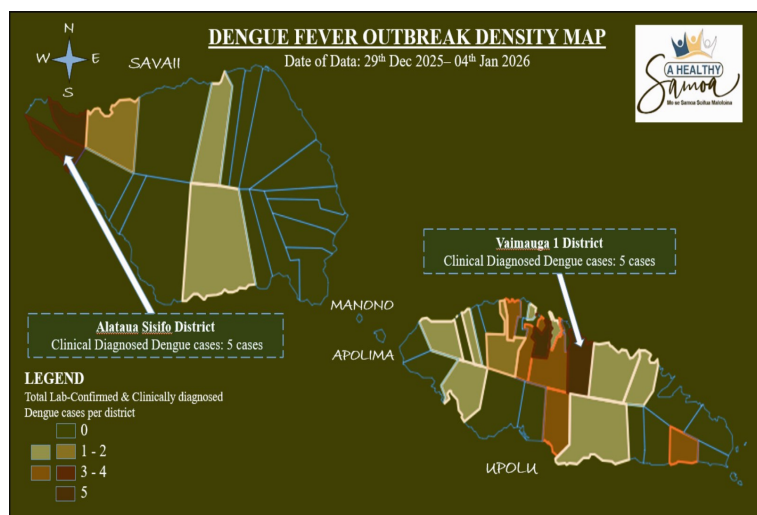 DENGUE FEVER OUTBREAK DENSITY MAP
Date of Data: 29th Dec 2025– 04th Jan 2026
N
W E
S
SAVAII
A HEALTHY
Samoa
Vaimauga 1 District
Clinical Diagnosed Dengue cases: 5 cases
MANONO
APOLIMA
Alataua Sisifo District
Clinical Diagnosed Dengue cases: 5 cases
LEGEND
Total Lab-Confirmed & Clinically diagnosed
Dengue cases per district
0
1 - 2
3 - 4
5
UPOLU